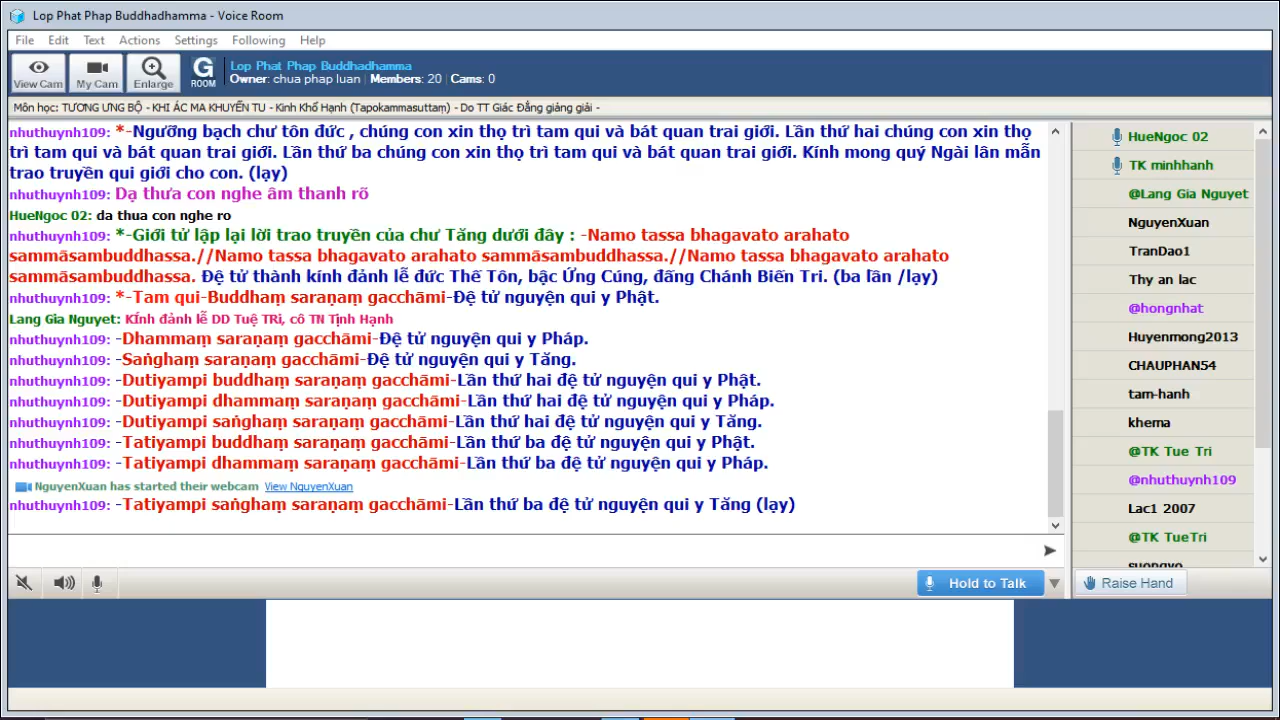 Lop Phat Phap Buddhadhamma - Voice Room
File Edit Text Actions Settings Following Help
View Cam My Cam Enlarge G ROOM
Lop Phat Phap Buddhadhamma
Owner: chua phap luan | Members: 20 | Cams: 0
Môn học: TƯƠNG ƯNG BỘ - KHI ÁC MA KHUYẾN TU - Kinh Khổ Hạnh (Tapokammasuttaṃ) - Do TT Giác Đẳng giảng giải -
nhuthuynh109: *-Ngưỡng bạch chư tôn đức , chúng con xin thọ trì tam qui và bát quan trai giới. Lần thứ hai chúng con xin thọ
trì tam qui và bát quan trai giới. Lần thứ ba chúng con xin thọ trì tam qui và bát quan trai giới. Kính mong quý Ngài lân mẫn
trao truyền qui giới cho con. (lạy)
nhuthuynh109: Dạ thưa con nghe âm thanh rõ
HueNgoc 02: da thua con nghe ro
nhuthuynh109: *-Giới tử lập lại lời trao truyền của chư Tăng dưới đây : -Namo tassa bhagavato arahato
sammāsambuddhassa.//Namo tassa bhagavato arahato sammāsambuddhassa.//Namo tassa bhagavato arahato
sammāsambuddhassa. Đệ tử thành kính đảnh lễ đức Thế Tôn, bậc Ứng Cúng, đấng Chánh Biến Tri. (ba lần /lạy)
nhuthuynh109: *-Tam qui-Buddhaṃ saraṇaṃ gacchāmi-Đệ tử nguyện qui y Phật.
Lang Gia Nguyet: KÍnh đảnh lễ DD Tuệ TRi, cô TN Tịnh Hạnh
nhuthuynh109: -Dhammaṃ saraṇaṃ gacchāmi-Đệ tử nguyện qui y Pháp.
nhuthuynh109: -Saṅghaṃ saraṇaṃ gacchāmi-Đệ tử nguyện qui y Tăng.
nhuthuynh109: -Dutiyampi buddhaṃ saraṇaṃ gacchāmi-Lần thứ hai đệ tử nguyện qui y Phật.
nhuthuynh109: -Dutiyampi dhammaṃ saraṇaṃ gacchāmi-Lần thứ hai đệ tử nguyện qui y Pháp.
nhuthuynh109: -Dutiyampi saṅghaṃ saraṇaṃ gacchāmi-Lần thứ hai đệ tử nguyện qui y Tăng.
nhuthuynh109: -Tatiyampi buddhaṃ saraṇaṃ gacchāmi-Lần thứ ba đệ tử nguyện qui y Phật.
nhuthuynh109: -Tatiyampi dhammaṃ saraṇaṃ gacchāmi-Lần thứ ba đệ tử nguyện qui y Pháp.
NguyenXuan has started their webcam View NguyenXuan
nhuthuynh109: -Tatiyampi saṅghaṃ saraṇaṃ gacchāmi-Lần thứ ba đệ tử nguyện qui y Tăng (lạy)
Hold to Talk
HueNgoc 02
TK minhhanh
@Lang Gia Nguyet
NguyenXuan
TranDao1
Thy an lac
@hongnhat
Huyenmong2013
CHAUPHAN54
tam-hanh
khema
@TK Tue Tri
@nhuthuynh109
Lac1 2007
@TK TueTri
Raise Hand